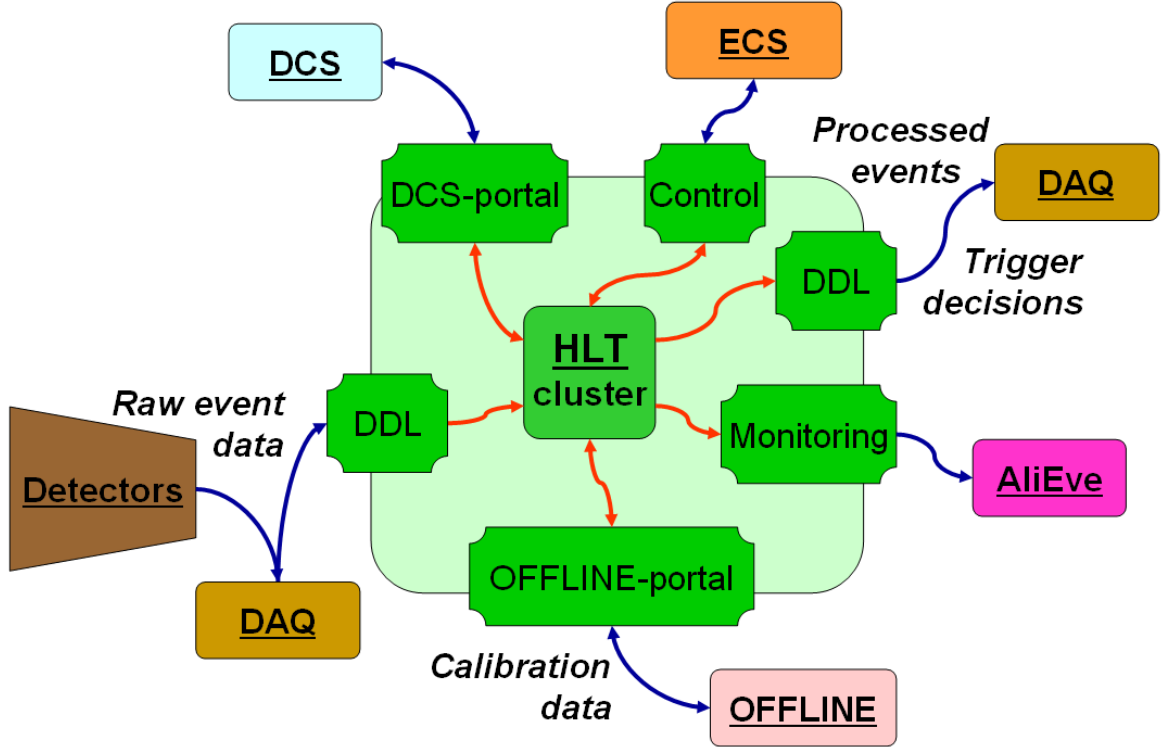 ECS
DCS
Processed
events
DAQ
DCS-portal
Control
DDL
Trigger
decisions
HLT
cluster
Raw event
data
DDL
Monitoring
Detectors
AliEve
OFFLINE-portal
DAQ
Calibration
data
OFFLINE